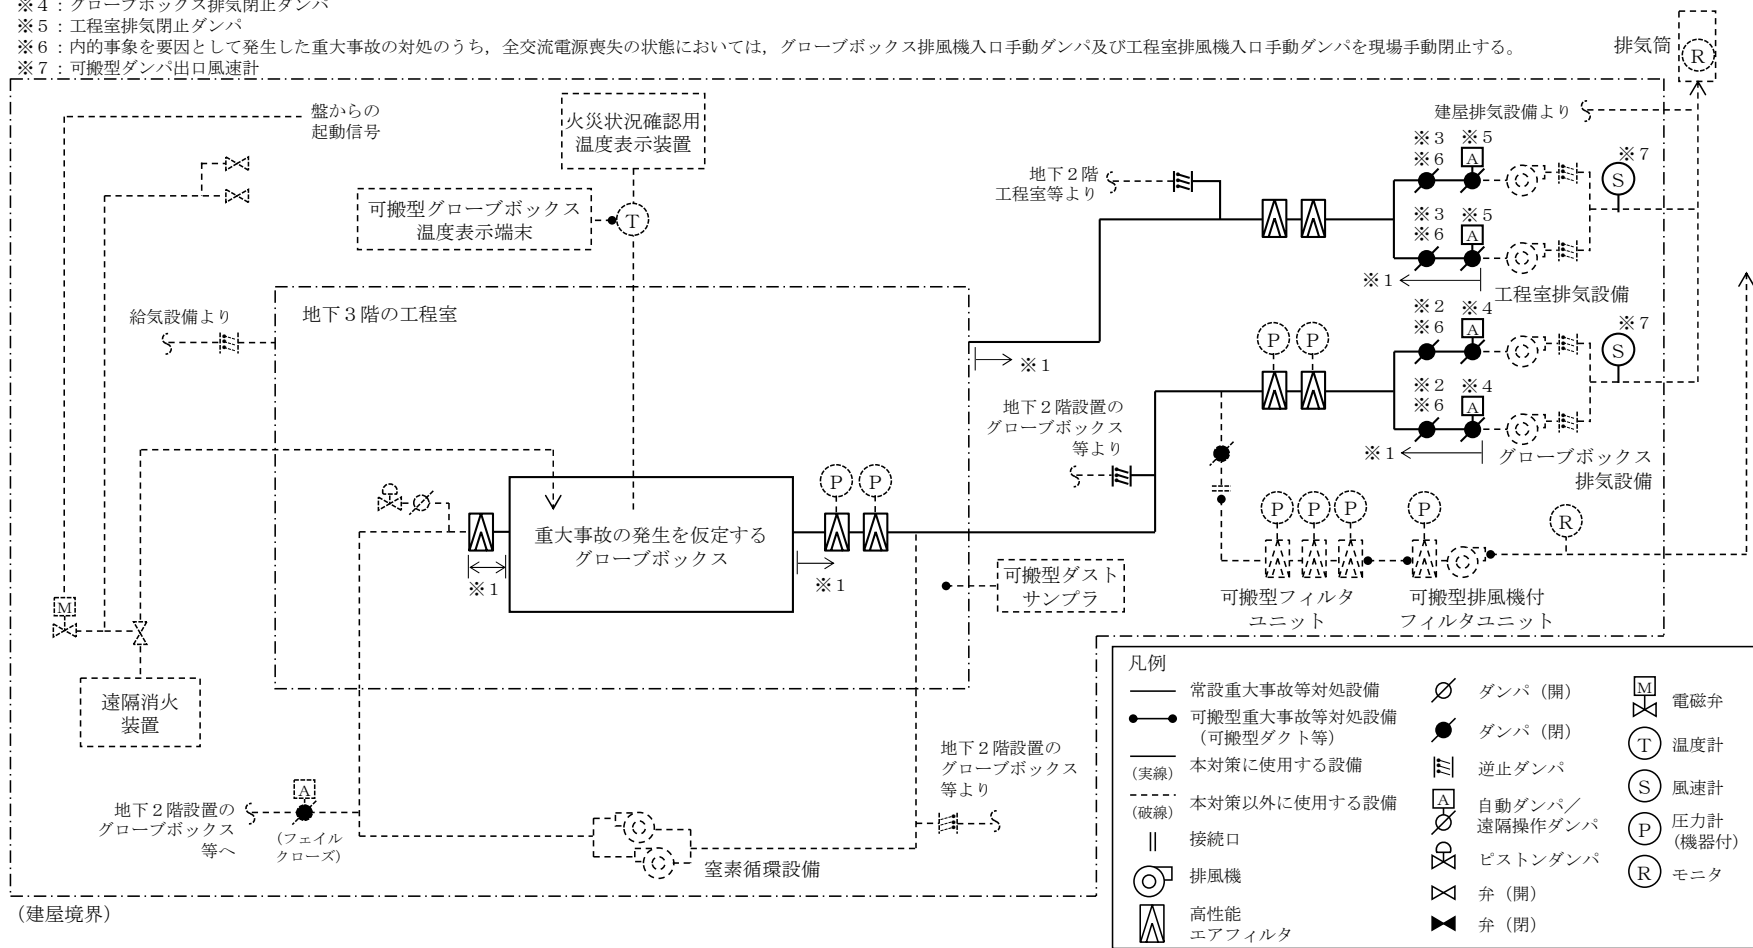 ※４：グローブボックス排気閉止ダンパ
※５：工程室排気閉止ダンパ
※６：内的事象を要因として発生した重大事故の対処のうち，全交流電源喪失の状態においては，グローブボックス排風機入口手動ダンパ及び工程室排風機入口手動ダンパを現場手動閉止する。
※７：可搬型ダンパ出口風速計
排気筒
R
盤からの
起動信号
火災状況確認用
温度表示装置
可搬型グローブボックス
温度表示端末
T
建屋排気設備より
地下２階
工程室等より
※３
※６
※５
A
※７
S
※３
※６
※５
A
※１
工程室排気設備
給気設備より
地下３階の工程室
※１
P
P
※２
※６
※４
A
※７
S
※２
※６
※４
A
※１
グローブボックス
排気設備
地下２階設置の
グローブボックス
等より
P
P
重大事故の発生を仮定する
グローブボックス
※１
※１
P
P
P
P
R
可搬型ダスト
サンプラ
可搬型フィルタ
ユニット
可搬型排風機付
フィルタユニット
M
遠隔消火
装置
地下２階設置の
グローブボックス
等へ
A
(フェイル
クローズ)
窒素循環設備
地下２階設置の
グローブボックス
等より
（建屋境界）
凡例
常設重大事故等対処設備
可搬型重大事故等対処設備
（可搬型ダクト等）
(実線)
本対策に使用する設備
(破線)
本対策以外に使用する設備
接続口
排風機
高性能
エアフィルタ
ダンパ（開）
ダンパ（閉）
逆止ダンパ
A
自動ダンパ／
遠隔操作ダンパ
ピストンダンパ
弁（開）
弁（閉）
M
電磁弁
T
温度計
S
風速計
P
圧力計
(機器付)
R
モニタ